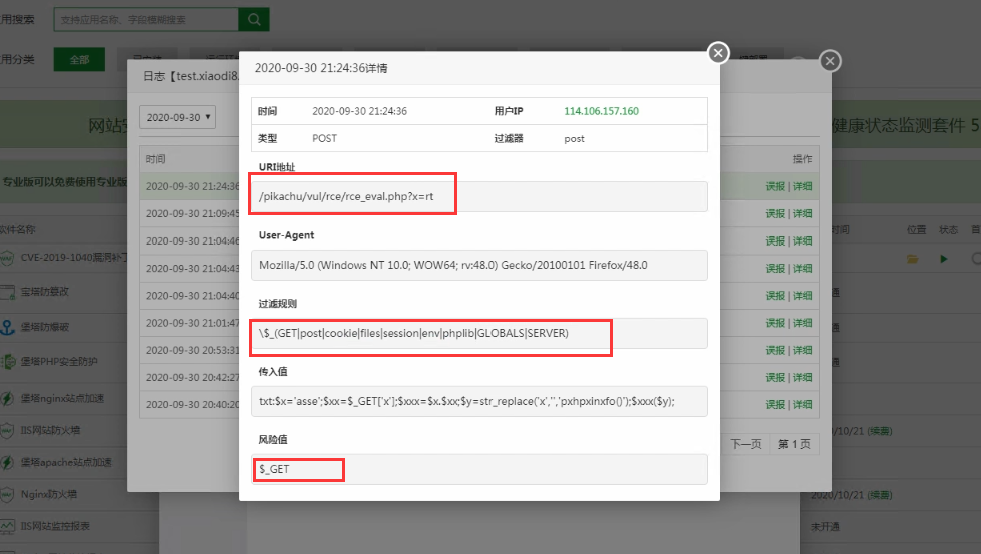 用搜索
支持应用名称、字段模糊搜索
用分类
全部
日志【test.xiaodi8.
2020-09-30 21:24:36详情
2020-09-30
网站安
健康状态监测套件 5
时间 2020-09-30 21:24:36 用户IP 114.106.157.160
类型 POST 过滤器 post
时间
操作
URI地址
/pikachu/vul/rce/rce_eval.php?x=rt
专业版可以免费使用专业版
2020-09-30 21:24:36
误报 | 详细
2020-09-30 21:09:45
误报 | 详细
软件名称
时间 位置 状态 首
User-Agent
2020-09-30 21:04:46
误报 | 详细
CVE-2019-1040漏洞补丁
Mozilla/5.0 (Windows NT 10.0; WOW64; rv:48.0) Gecko/20100101 Firefox/48.0
2020-09-30 21:04:43
误报 | 详细
宝塔防篡改
2020-09-30 21:04:40
误报 | 详细
通
过滤规则
\$_(GET|post|cookie|files|session|env|phplib|GLOBALS|SERVER)
堡塔防爆破
2020-09-30 21:01:47
误报 | 详细
通
堡塔PHP安全防护
2020-09-30 20:53:31
误报 | 详细
通
传入值
2020-09-30 20:42:27
误报 | 详细
堡塔nginx站点加速
txt:$x='asse';$xx=$_GET['x'];$xxx=$x.$xx;$y=str_replace('x','','pxhpxinxfo()');$xxx($y);
2020-09-30 20:40:20
误报 | 详细
通
IIS网站防火墙
0/10/21 (续费)
风险值
下一页 第 1 页
堡塔apache站点加速
通
$_GET
Nginx防火墙
2020/10/21 (续费)
IIS网站监控报表
未开通